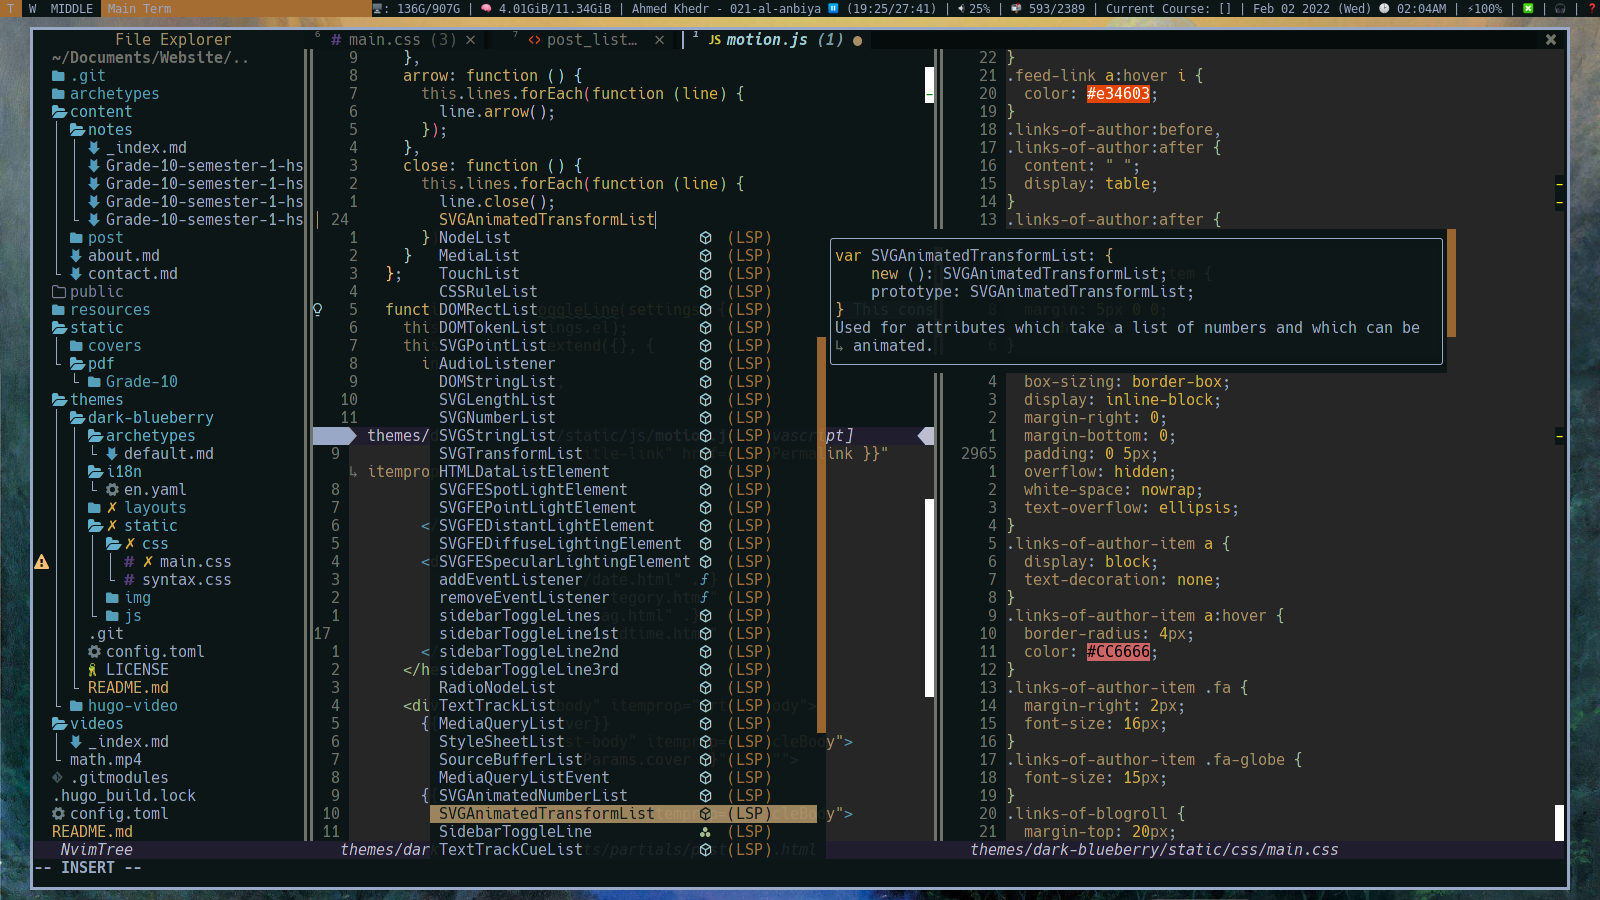 T W MIDDLE Main Term : 136G/907G | 4.01GiB/11.34GiB | Ahmed Khedr - 021-al-anbiya (19:25/27:41) | 25% | 593/2389 | Current Course: [] | Feb 02 2022 (Wed) 02:04AM | ⚡100% | | | ?
File Explorer
~/Documents/Website/..
.git
archetypes
content
notes
_index.md
Grade-10-semester-1-hs
Grade-10-semester-1-hs
Grade-10-semester-1-hs
Grade-10-semester-1-hs
post
about.md
contact.md
public
resources
static
covers
pdf
Grade-10
themes
dark-blueberry
archetypes
default.md
i18n
en.yaml
✗ layouts
✗ static
✗ css
# ✗ main.css
# syntax.css
img
js
.git
config.toml
LICENSE
README.md
hugo-video
videos
_index.md
math.mp4
.gitmodules
.hugo_build.lock
config.toml
README.md
NvimTree
-- INSERT --
6 # main.css (3) × 7 <> post_list… × 1 JS motion.js (1) ●
9 },
8 arrow: function () {
7 this.lines.forEach(function (line) {
6 line.arrow();
5 });
4 },
3 close: function () {
2 this.lines.forEach(function (line) {
1 line.close();
24 SVGAnimatedTransformList
1 } NodeList (LSP)
2 } MediaList (LSP)
3 }; TouchList (LSP)
4 CSSRuleList (LSP)
5 funct DOMRectList (LSP)
6 thi DOMTokenList (LSP)
7 thi SVGPointList (LSP)
8 i AudioListener (LSP)
9 DOMStringList (LSP)
10 SVGLengthList (LSP)
11 SVGNumberList (LSP)
themes/ SVGStringList (LSP) vascript]
9 SVGTransformList (LSP) ink }}"
↳ itempro HTMLDataListElement (LSP)
8 SVGFESpotLightElement (LSP)
7 SVGFEPointLightElement (LSP)
6 < SVGFEDistantLightElement (LSP)
5 SVGFEDiffuseLightingElement (LSP)
4 < SVGFESpecularLightingElement (LSP)
3 addEventListener (LSP)
2 removeEventListener (LSP)
1 sidebarToggleLines (LSP)
17 sidebarToggleLine1st (LSP)
1 < sidebarToggleLine2nd (LSP)
2 </h sidebarToggleLine3rd (LSP)
3 RadioNodeList (LSP)
4 <di TextTrackList (LSP)
5 { MediaQueryList (LSP)
6 StyleSheetList (LSP) y">
7 SourceBufferList (LSP)
8 MediaQueryListEvent (LSP)
9 { SVGAnimatedNumberList (LSP)
10 SVGAnimatedTransformList (LSP) y">
11 SidebarToggleLine (LSP)
themes/dar TextTrackCueList (LSP)
22 }
21 .feed-link a:hover i {
20 color: #e34603;
19 }
18 .links-of-author:before,
17 .links-of-author:after {
16 content: " ";
15 display: table;
14 }
13 .links-of-author:after {
var SVGAnimatedTransformList: {
new (): SVGAnimatedTransformList;
prototype: SVGAnimatedTransformList;
}
Used for attributes which take a list of numbers and which can be
↳ animated.
4 box-sizing: border-box;
3 display: inline-block;
2 margin-right: 0;
1 margin-bottom: 0;
2965 padding: 0 5px;
1 overflow: hidden;
2 white-space: nowrap;
3 text-overflow: ellipsis;
4 }
5 .links-of-author-item a {
6 display: block;
7 text-decoration: none;
8 }
9 .links-of-author-item a:hover {
10 border-radius: 4px;
11 color: #CC6666;
12 }
13 .links-of-author-item .fa {
14 margin-right: 2px;
15 font-size: 16px;
16 }
17 .links-of-author-item .fa-globe {
18 font-size: 15px;
19 }
20 .links-of-blogroll {
21 margin-top: 20px;
themes/dark-blueberry/static/css/main.css